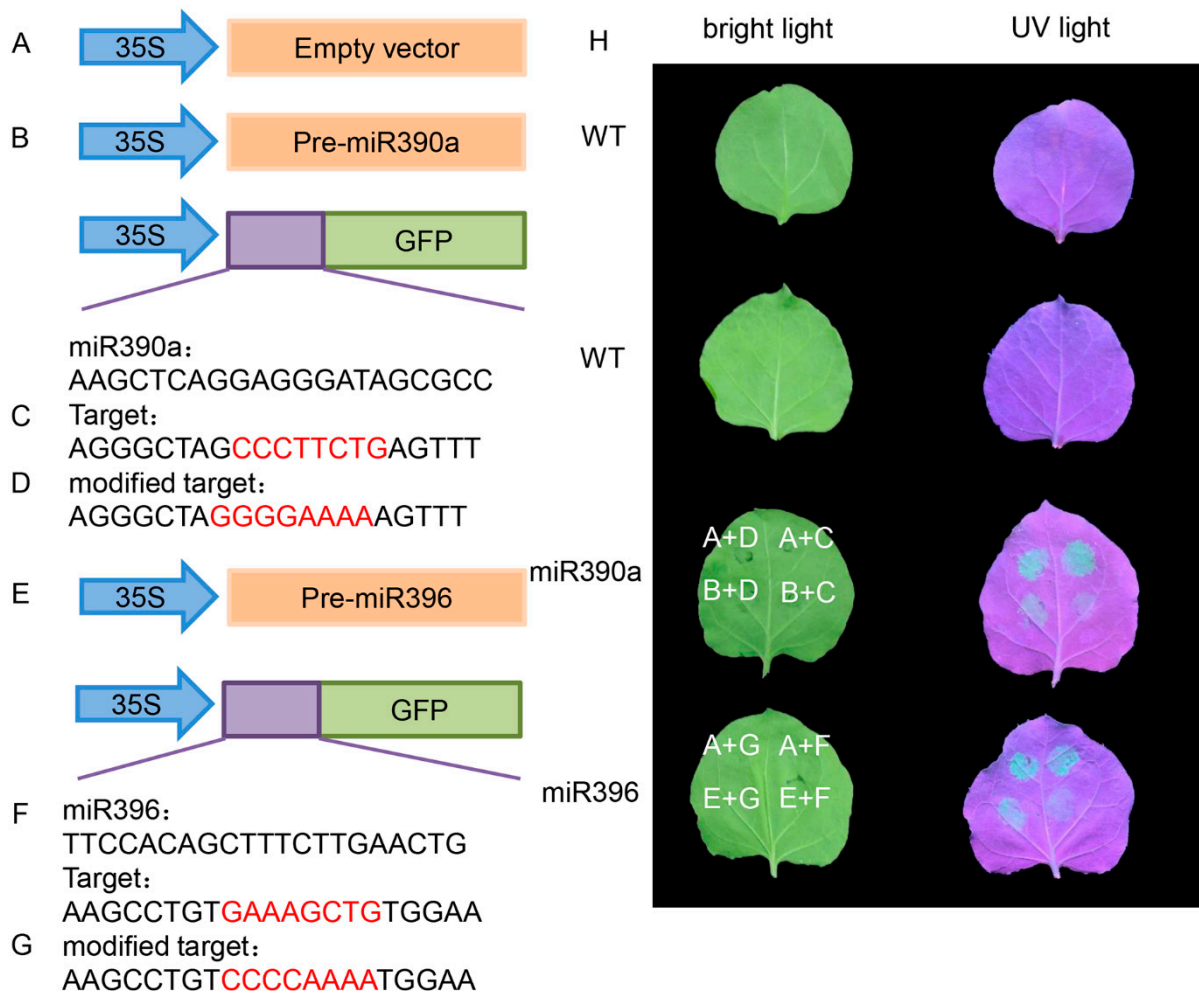 A
35S
Empty vector
B
35S
Pre-miR390a
35S
GFP
miR390a:
AAGCTCAGGAGGGATAGCGCC
C
Target:
AGGGCTAGCCCTTCTGAGTTT
D
modified target:
AGGGCTAGGGGAAAAAGTTT
E
35S
Pre-miR396
35S
GFP
F
miR396:
TTCCACAGCTTTCTTGAACTG
Target:
AAGCCTGTGAAAGCTGTGGAA
G
modified target:
AAGCCTGTCCCCAAAATGGAA
H
bright light
UV light
WT
WT
miR390a
A+D A+C
B+D B+C
miR396
A+G A+F
E+G E+F